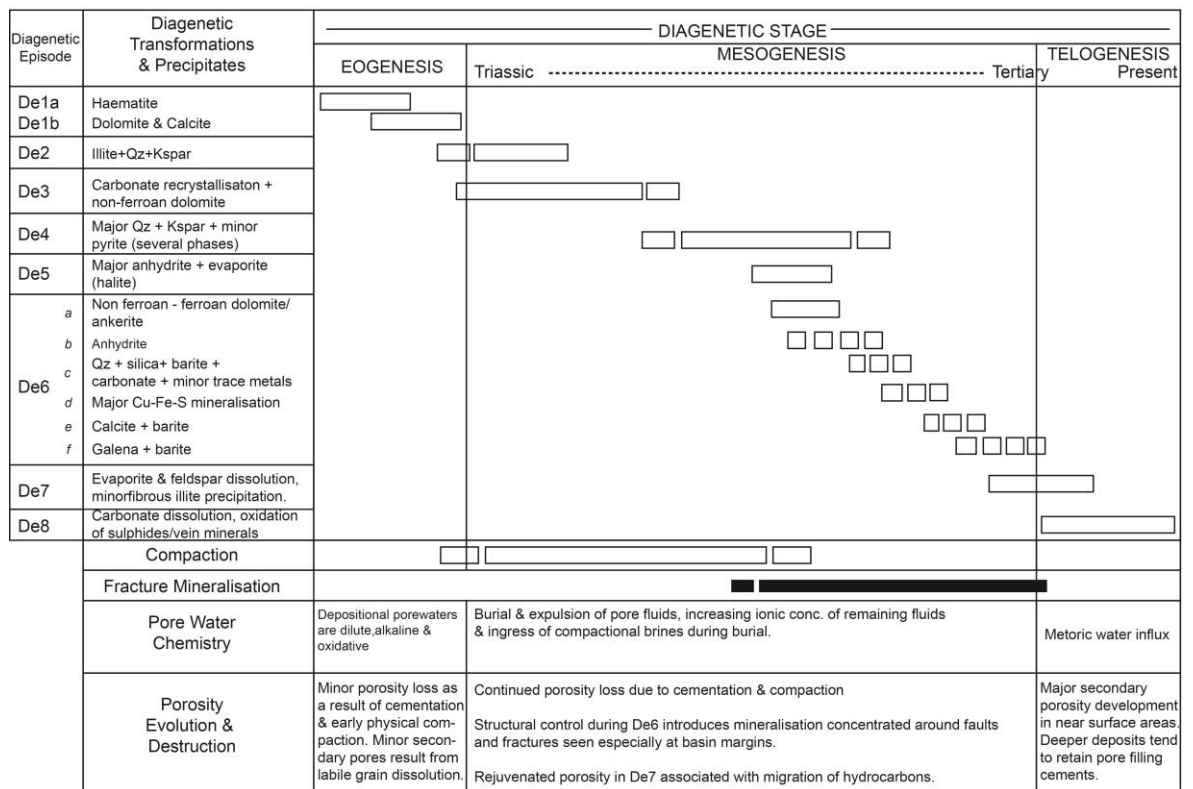 Diagenetic
Episode
Diagenetic
Transformations
& Precipitates
DIAGENETIC STAGE
EOGENESIS
MESOGENESIS
Triassic
Tertiary
TELOGENESIS
Present
De1a
Haematite
De1b
Dolomite & Calcite
De2
Illite+Qz+Kspar
De3
Carbonate recrystallisaton +
non-ferroan dolomite
De4
Major Qz + Kspar + minor
pyrite (several phases)
De5
Major anhydrite + evaporite
(halite)
De6
a
Non ferroan - ferroan dolomite/
ankerite
b
Anhydrite
c
Qz + silica+ barite +
carbonate + minor trace metals
d
Major Cu-Fe-S mineralisation
e
Calcite + barite
f
Galena + barite
De7
Evaporite & feldspar dissolution,
minorfibrous illite precipitation.
De8
Carbonate dissolution, oxidation
of sulphides/vein minerals
Compaction
Fracture Mineralisation
Pore Water
Chemistry
Depositional porewaters
are dilute,alkaline &
oxidative
Burial & expulsion of pore fluids, increasing ionic conc. of remaining fluids
& ingress of compactional brines during burial.
Metoric water influx
Porosity
Evolution &
Destruction
Minor porosity loss as
a result of cementation
& early physical com-
paction. Minor secon-
dary pores result from
labile grain dissolution.
Continued porosity loss due to cementation & compaction
Structural control during De6 introduces mineralisation concentrated around faults
and fractures seen especially at basin margins.
Rejuvenated porosity in De7 associated with migration of hydrocarbons.
Major secondary
porosity development
in near surface areas.
Deeper deposits tend
to retain pore filling
cements.